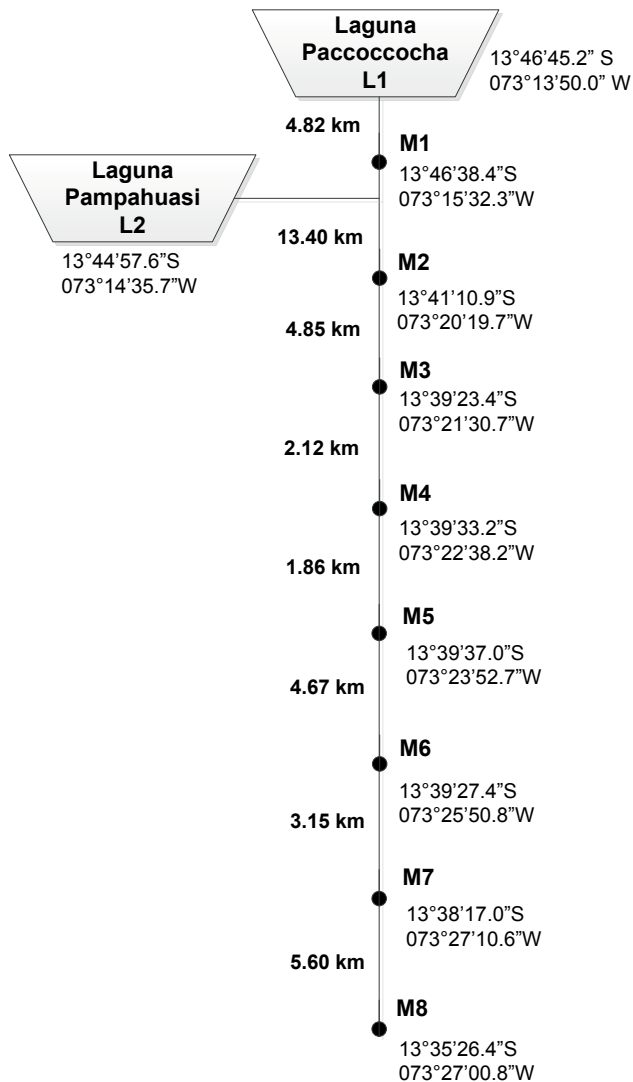 Laguna
Paccoccocha
L1
13°46’45.2” S
073°13’50.0” W
4.82 km
M1
13°46’38.4“S
073°15’32.3”W
Laguna
Pampahuasi
L2
13°44’57.6”S
073°14’35.7”W
13.40 km
M2
13°41’10.9”S
073°20’19.7”W
4.85 km
M3
13°39’23.4“S
073°21’30.7”W
2.12 km
M4
13°39’33.2”S
073°22’38.2”W
1.86 km
M5
13°39’37.0”S
073°23’52.7”W
4.67 km
M6
13°39’27.4”S
073°25’50.8”W
3.15 km
M7
13°38’17.0”S
073°27’10.6”W
5.60 km
M8
13°35’26.4”S
073°27’00.8”W